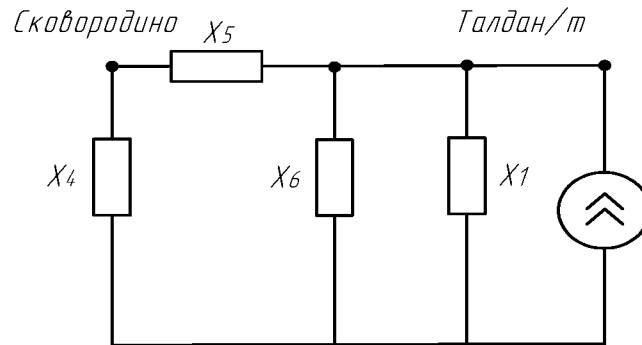 Сковородино
X5
Талдан/т
X4
X6
X1